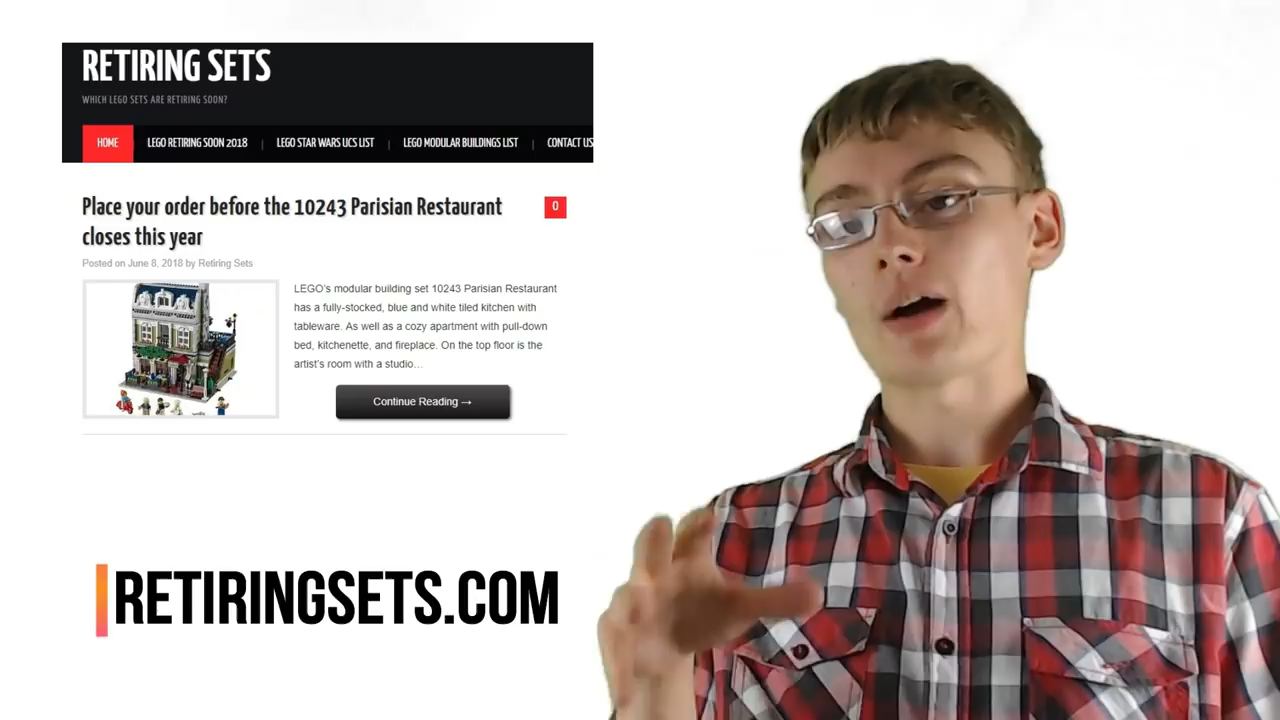 RETIRING SETS
WHICH LEGO SETS ARE RETIRING SOON?
HOME LEGO RETIRING SOON 2018 LEGO STAR WARS UCS LIST LEGO MODULAR BUILDINGS LIST CONTACT US
Place your order before the 10243 Parisian Restaurant
closes this year
0
Posted on June 8, 2018 by Retiring Sets
LEGO's modular building set 10243 Parisian Restaurant
has a fully-stocked, blue and white tiled kitchen with
tableware. As well as a cozy apartment with pull-down
bed, kitchenette, and fireplace. On the top floor is the
artist's room with a studio…
Continue Reading →
RETIRINGSETS.COM